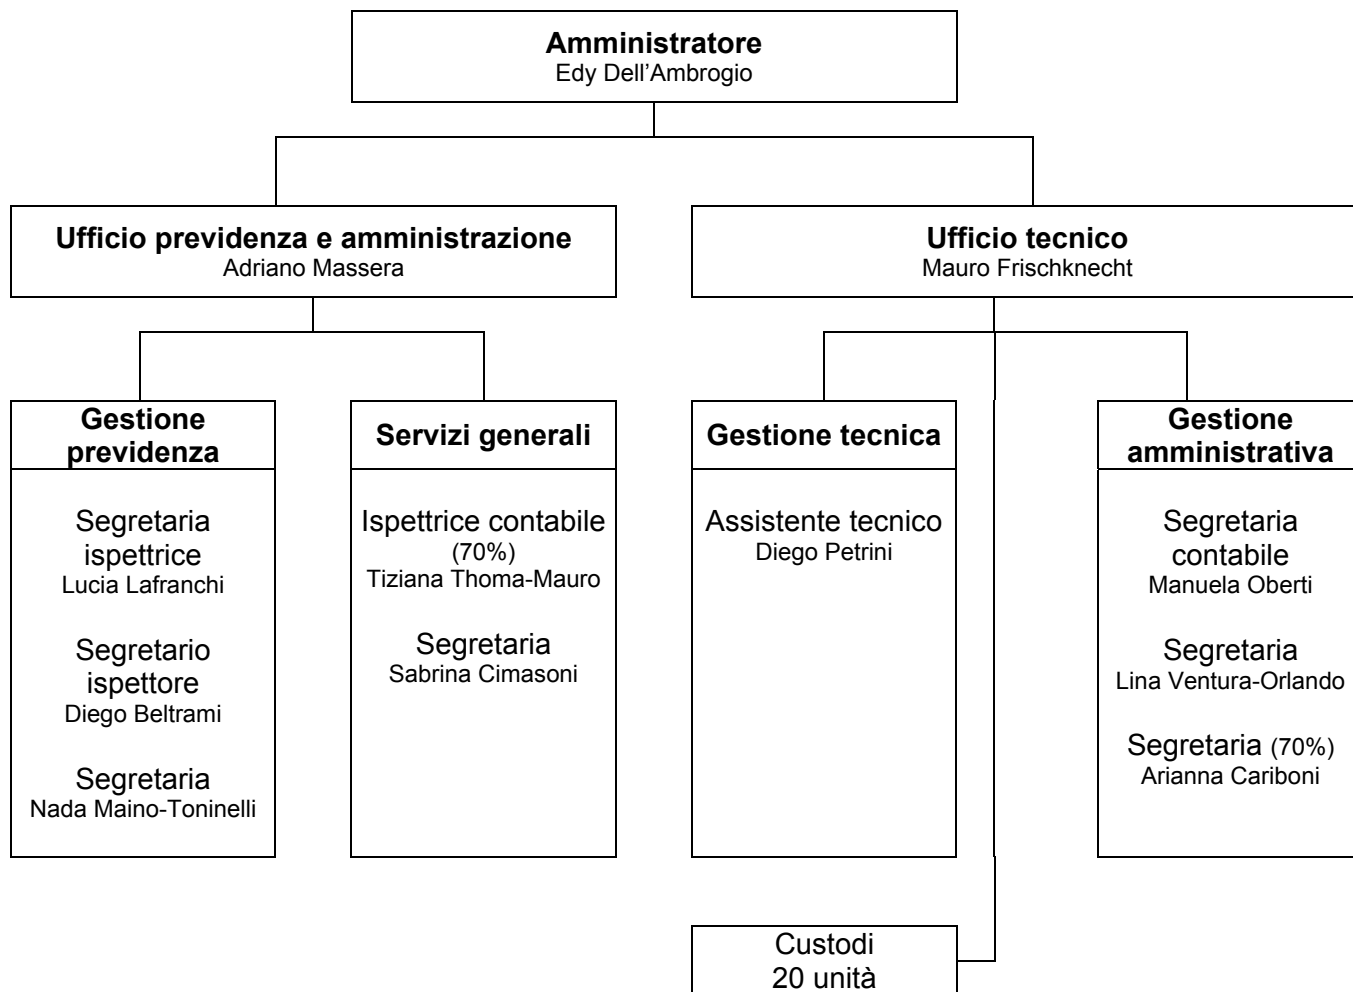 Amministratore
Edy Dell'Ambrogio
Ufficio previdenza e amministrazione
Adriano Massera
Ufficio tecnico
Mauro Frischknecht
Gestione
previdenza
Segretaria
ispettrice
Lucia Lafranchi
Segretario
ispettore
Diego Beltrami
Segretaria
Nada Maino-Toninelli
Servizi generali
Ispettrice contabile
(70%)
Tiziana Thoma-Mauro
Segretaria
Sabrina Cimasoni
Gestione tecnica
Assistente tecnico
Diego Petrini
Gestione
amministrativa
Segretaria
contabile
Manuela Oberti
Segretaria
Lina Ventura-Orlando
Segretaria (70%)
Arianna Cariboni
Custodi
20 unità